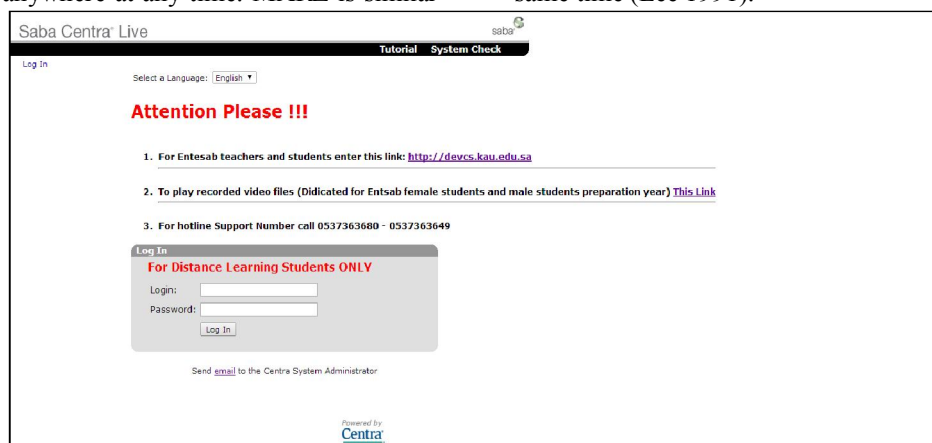 anywhere at any time.
same time (Lee 1991).
Saba Centra Live
saba
Tutorial System Check
Log In
Select a Language: English
Attention Please !!!
1. For Entesab teachers and students enter this link: http://devcs.kau.edu.sa
2. To play recorded video files (Didicated for Entsab female students and male students preparation year) This Link
3. For hotline Support Number call 0537363680 - 0537363649
Log In
For Distance Learning Students ONLY
Login:
Password:
Log In
Send email to the Centra System Administrator
Powered by
Centra